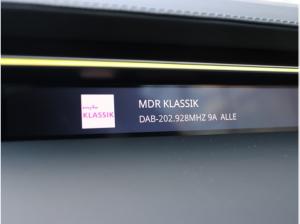 MDR KLASSIK
DAB-202.928MHZ 9A ALLE
KLASSIK